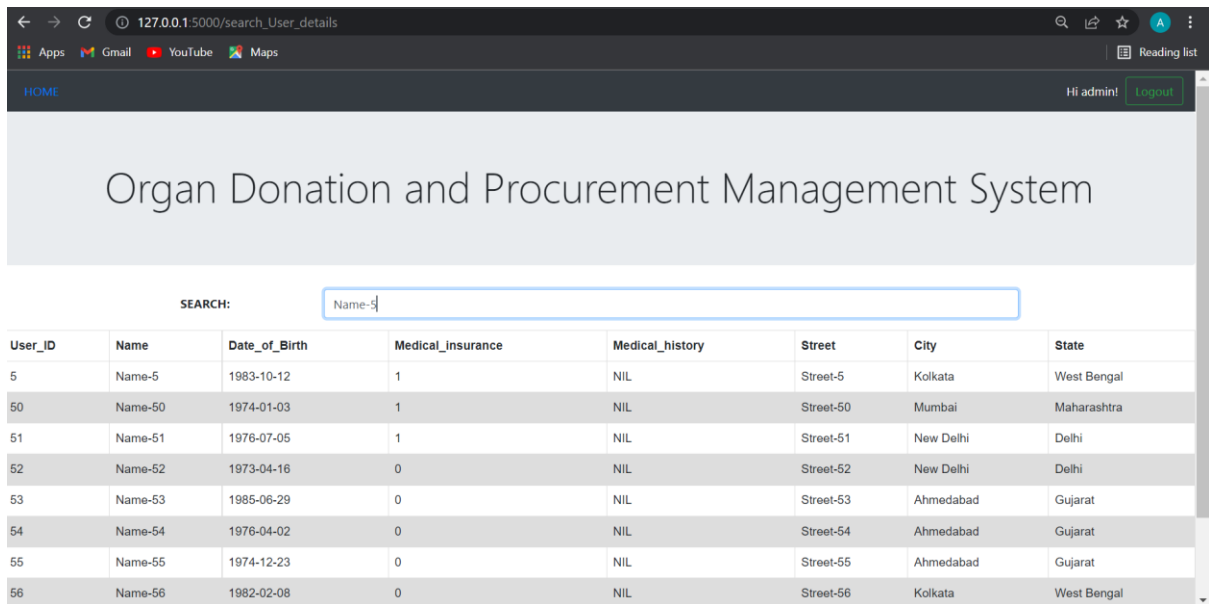 127.0.0.1:5000/search_User_details
A
Apps Gmail YouTube Maps Reading list
HOME Hi admin! Logout
Organ Donation and Procurement Management System
SEARCH: Name-5
User_ID Name Date_of_Birth Medical_insurance Medical_history Street City State
5 Name-5 1983-10-12 1 NIL Street-5 Kolkata West Bengal
50 Name-50 1974-01-03 1 NIL Street-50 Mumbai Maharashtra
51 Name-51 1976-07-05 1 NIL Street-51 New Delhi Delhi
52 Name-52 1973-04-16 0 NIL Street-52 New Delhi Delhi
53 Name-53 1985-06-29 0 NIL Street-53 Ahmedabad Gujarat
54 Name-54 1976-04-02 0 NIL Street-54 Ahmedabad Gujarat
55 Name-55 1974-12-23 0 NIL Street-55 Ahmedabad Gujarat
56 Name-56 1982-02-08 0 NIL Street-56 Kolkata West Bengal